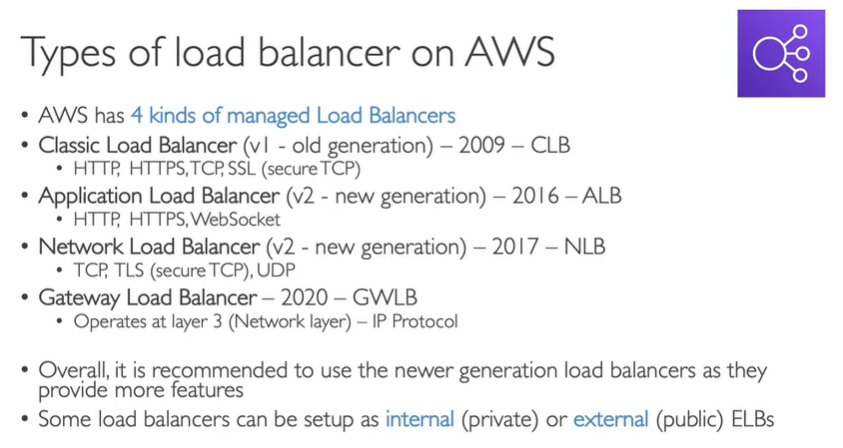 Types of load balancer on AWS
• AWS has 4 kinds of managed Load Balancers
• Classic Load Balancer (v1 - old generation) – 2009 – CLB
• HTTP, HTTPS, TCP, SSL (secure TCP)
• Application Load Balancer (v2 - new generation) – 2016 – ALB
• HTTP, HTTPS, WebSocket
• Network Load Balancer (v2 - new generation) – 2017 – NLB
• TCP, TLS (secure TCP), UDP
• Gateway Load Balancer – 2020 – GWLB
• Operates at layer 3 (Network layer) – IP Protocol
• Overall, it is recommended to use the newer generation load balancers as they
provide more features
• Some load balancers can be setup as internal (private) or external (public) ELBs